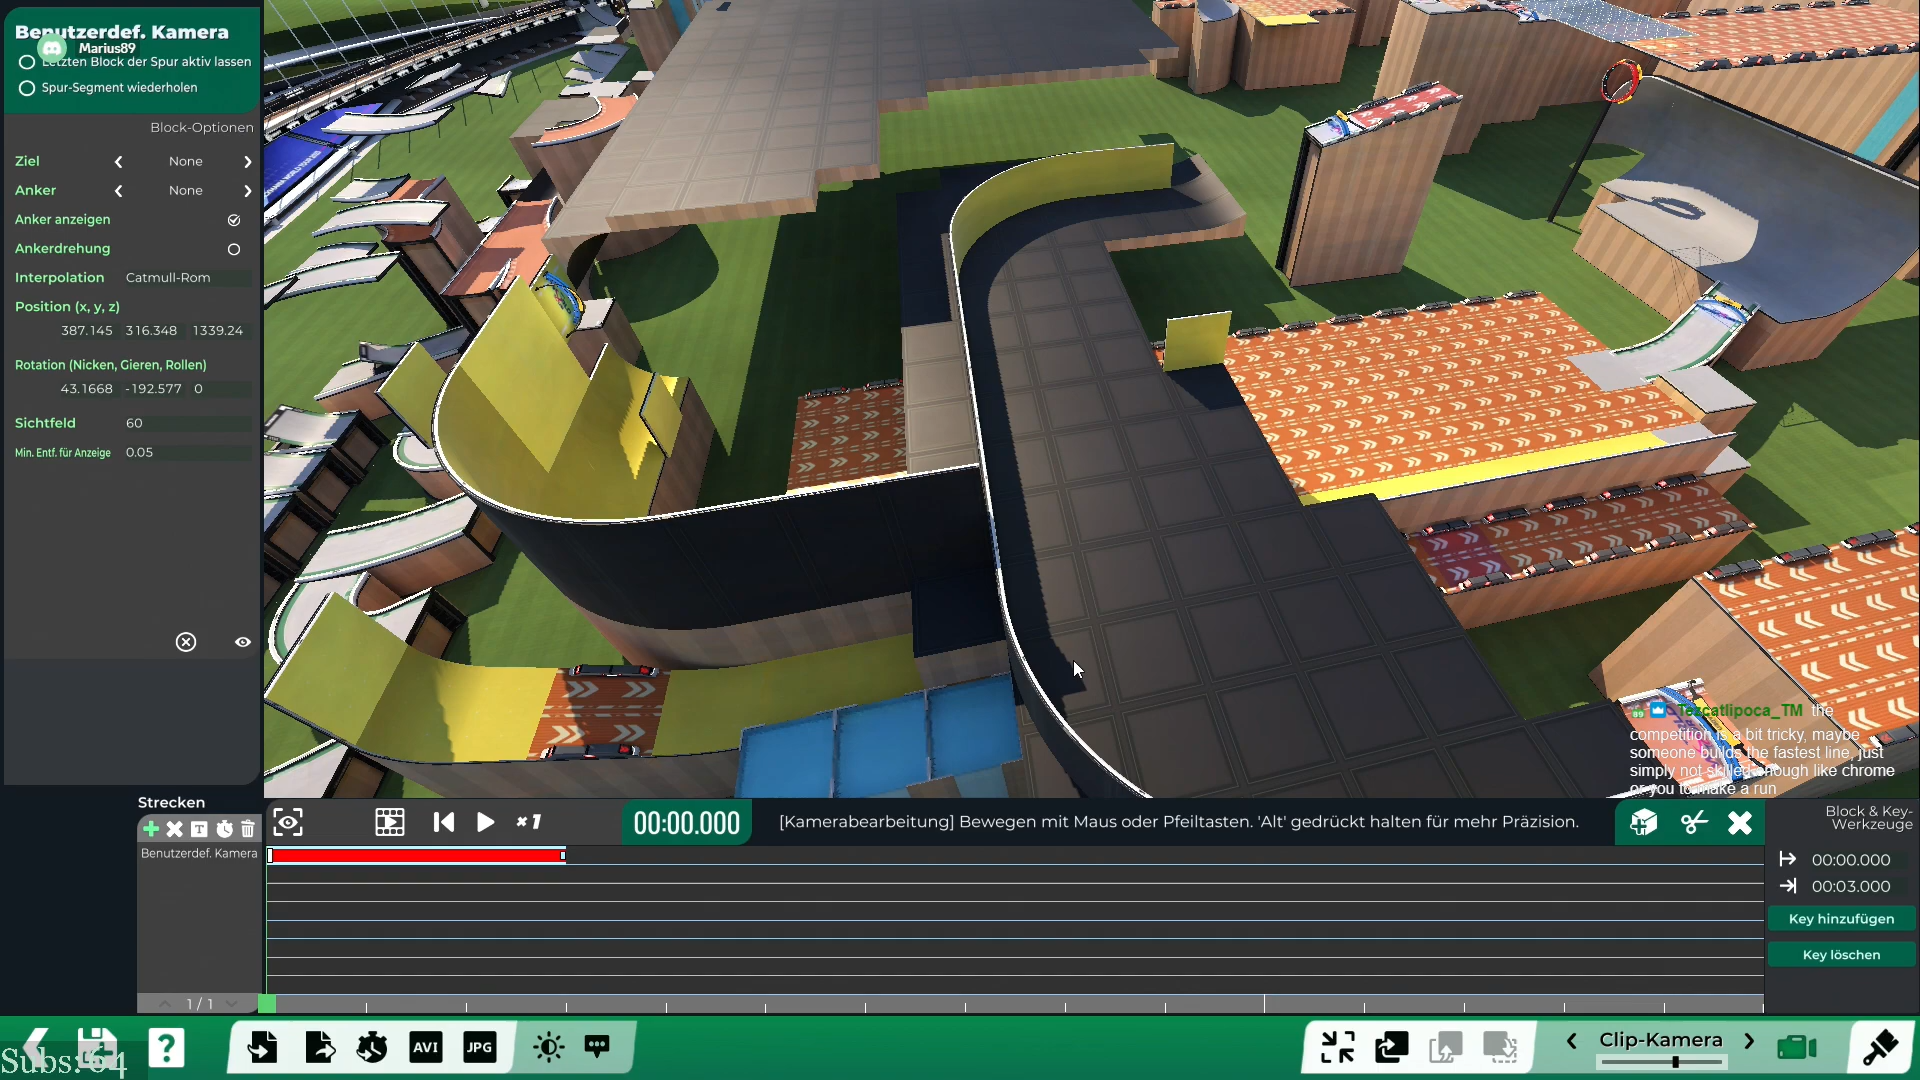 Benutzerdef. Kamera
Marius89
Letzten Block der Spur aktiv lassen
Spur-Segment wiederholen
Block-Optionen
Ziel None
Anker None
Anker anzeigen
Ankerdrehung
Interpolation Catmull-Rom
Position (x, y, z)
387.145 316.348 1339.24
Rotation (Nicken, Gieren, Rollen)
43.1668 -192.577 0
Sichtfeld 60
Min. Entf. für Anzeige 0.05
Tezcatlipoca_TM the
competition is a bit tricky, maybe
someone builds the fastest line, just
simply not skilled enough like chrome
or you to make a run
Strecken
Benutzerdef. Kamera
1 / 1
×1
00:00.000
[Kamerabearbeitung] Bewegen mit Maus oder Pfeiltasten. 'Alt' gedrückt halten für mehr Präzision.
Block & Key-
Werkzeuge
00:00.000
00:03.000
Key hinzufügen
Key löschen
Subs: 64
?
AVI
JPG
Clip-Kamera